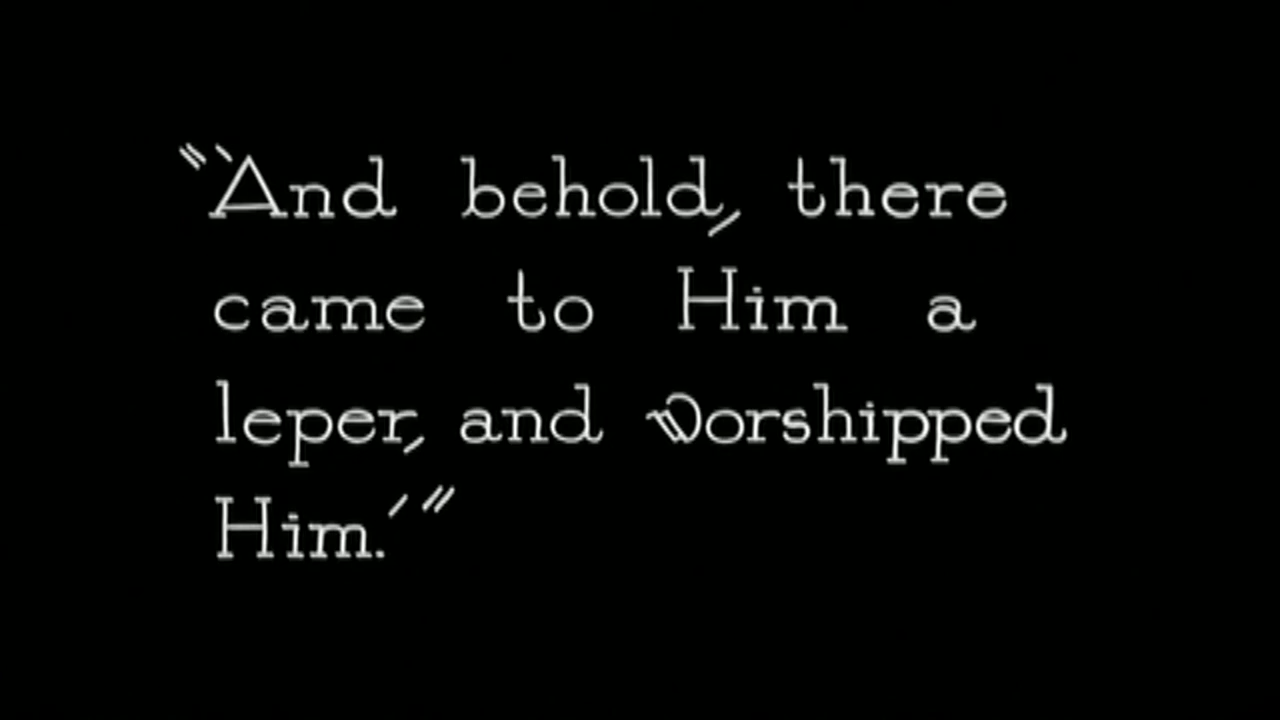 "'And behold, there
came to Him a
leper, and worshipped
Him.'"